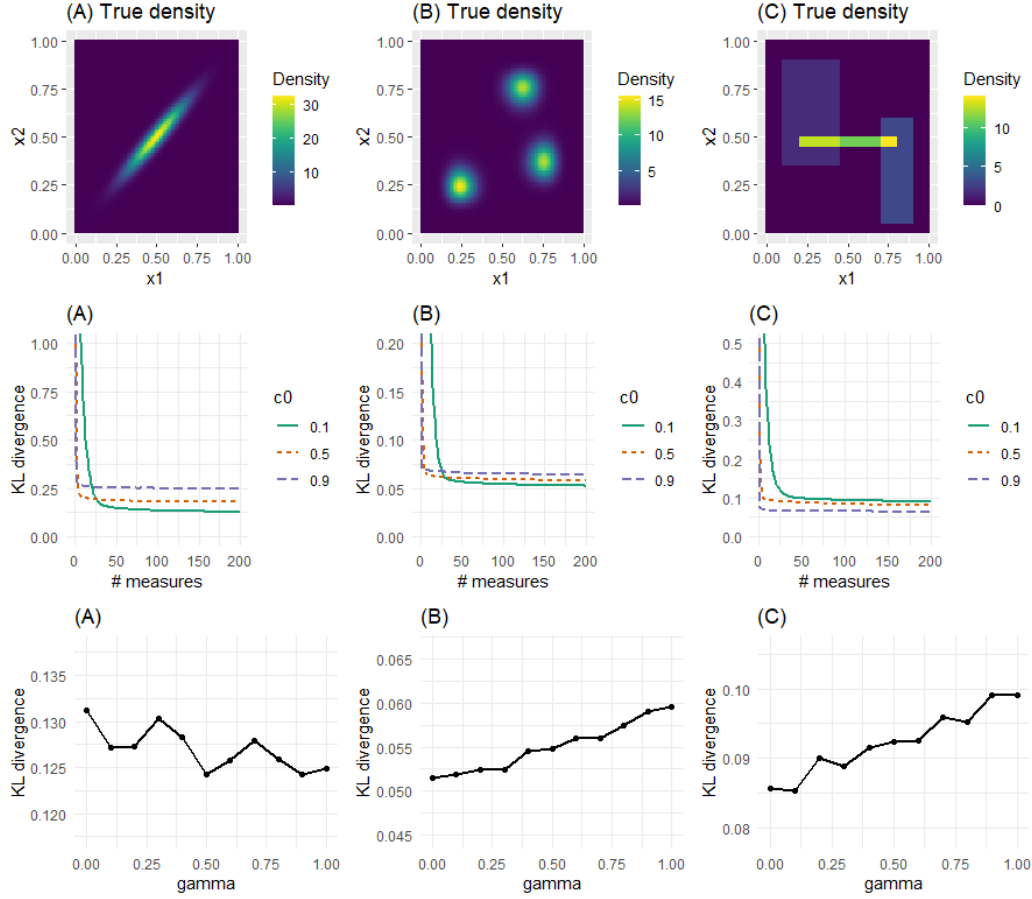 (A) True density
(B) True density
(C) True density
1.00
0.75
0.50
0.25
0.00
x2
0.00 0.25 0.50 0.75 1.00
x1
Density
30
20
10
1.00
0.75
0.50
0.25
0.00
x2
0.00 0.25 0.50 0.75 1.00
x1
Density
15
10
5
1.00
0.75
0.50
0.25
0.00
x2
0.00 0.25 0.50 0.75 1.00
x1
Density
10
5
0
(A)
1.00
0.75
0.50
0.25
0.00
KL divergence
0 50 100 150 200
# measures
c0
0.1
0.5
0.9
(B)
0.20
0.15
0.10
0.05
0.00
KL divergence
0 50 100 150 200
# measures
c0
0.1
0.5
0.9
(C)
0.5
0.4
0.3
0.2
0.1
0.0
KL divergence
0 50 100 150 200
# measures
c0
0.1
0.5
0.9
(A)
0.135
0.130
0.125
0.120
KL divergence
0.00 0.25 0.50 0.75 1.00
gamma
(B)
0.065
0.060
0.055
0.050
0.045
KL divergence
0.00 0.25 0.50 0.75 1.00
gamma
(C)
0.10
0.09
0.08
KL divergence
0.00 0.25 0.50 0.75 1.00
gamma